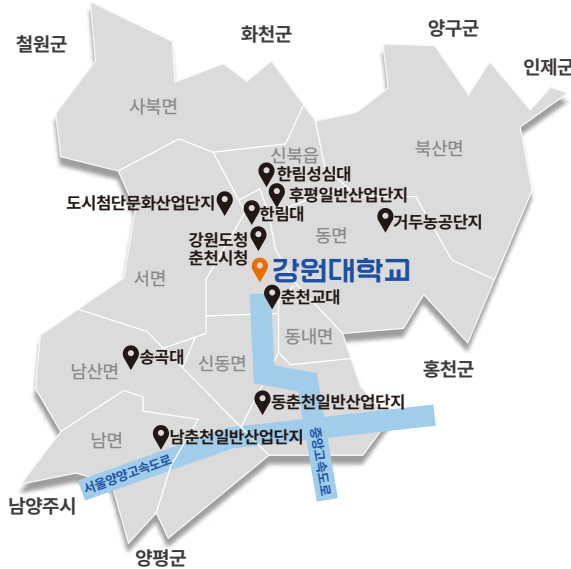 양구군
화천군
철원군
인제군
사북면
북산면
신북읍
한림성심대
후평일반산업단지
도시첨단문화산업단지
한림대
거두농공단지
동면
강원도청
춘천시청
강원대학교
서면
춘천교대
동내면
송곡대
신동면
남산면
홍천군
동춘천일반산업단지
남면
남춘천일반산업단지
중앙고속도로
서울양양고속도로
남양주시
양평군